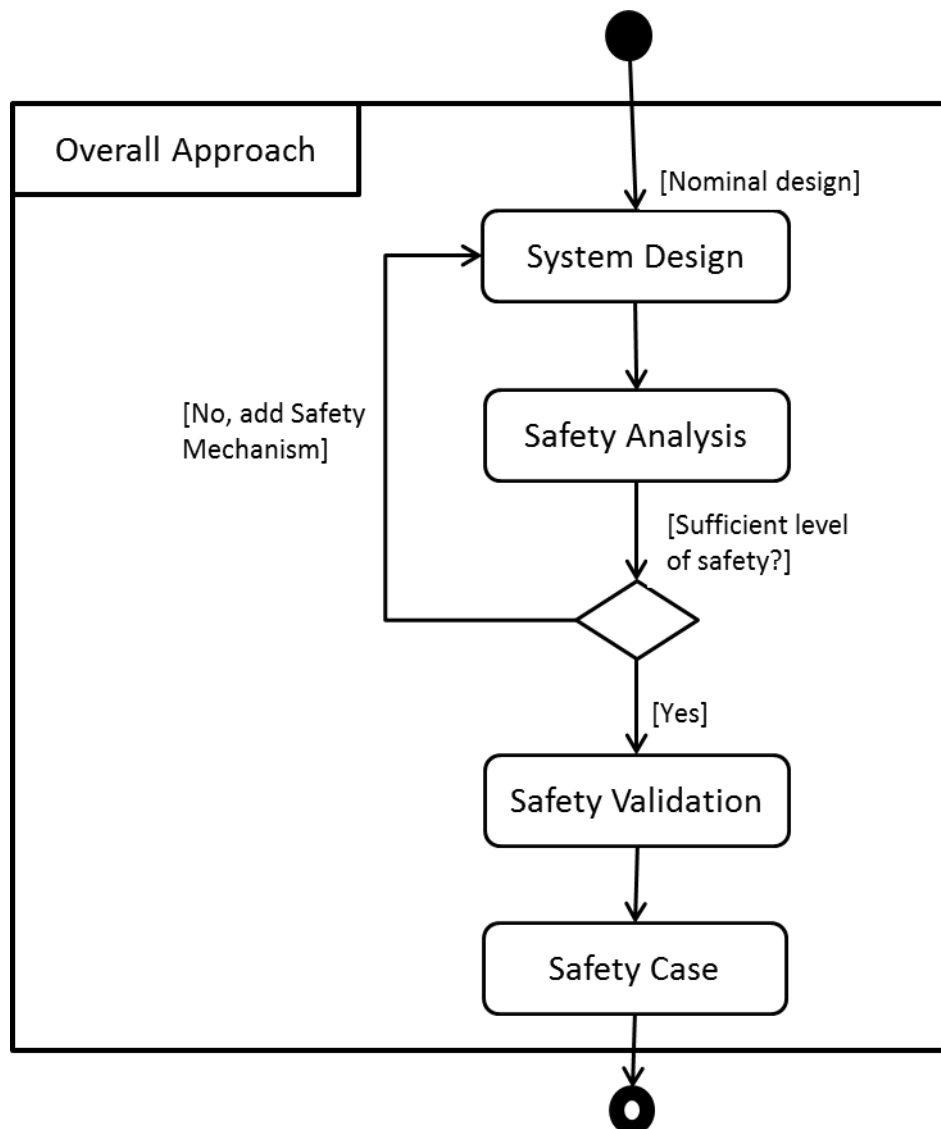 Overall Approach
[Nominal design]
System Design
[No, add Safety
Mechanism]
Safety Analysis
[Sufficient level
of safety?]
[Yes]
Safety Validation
Safety Case